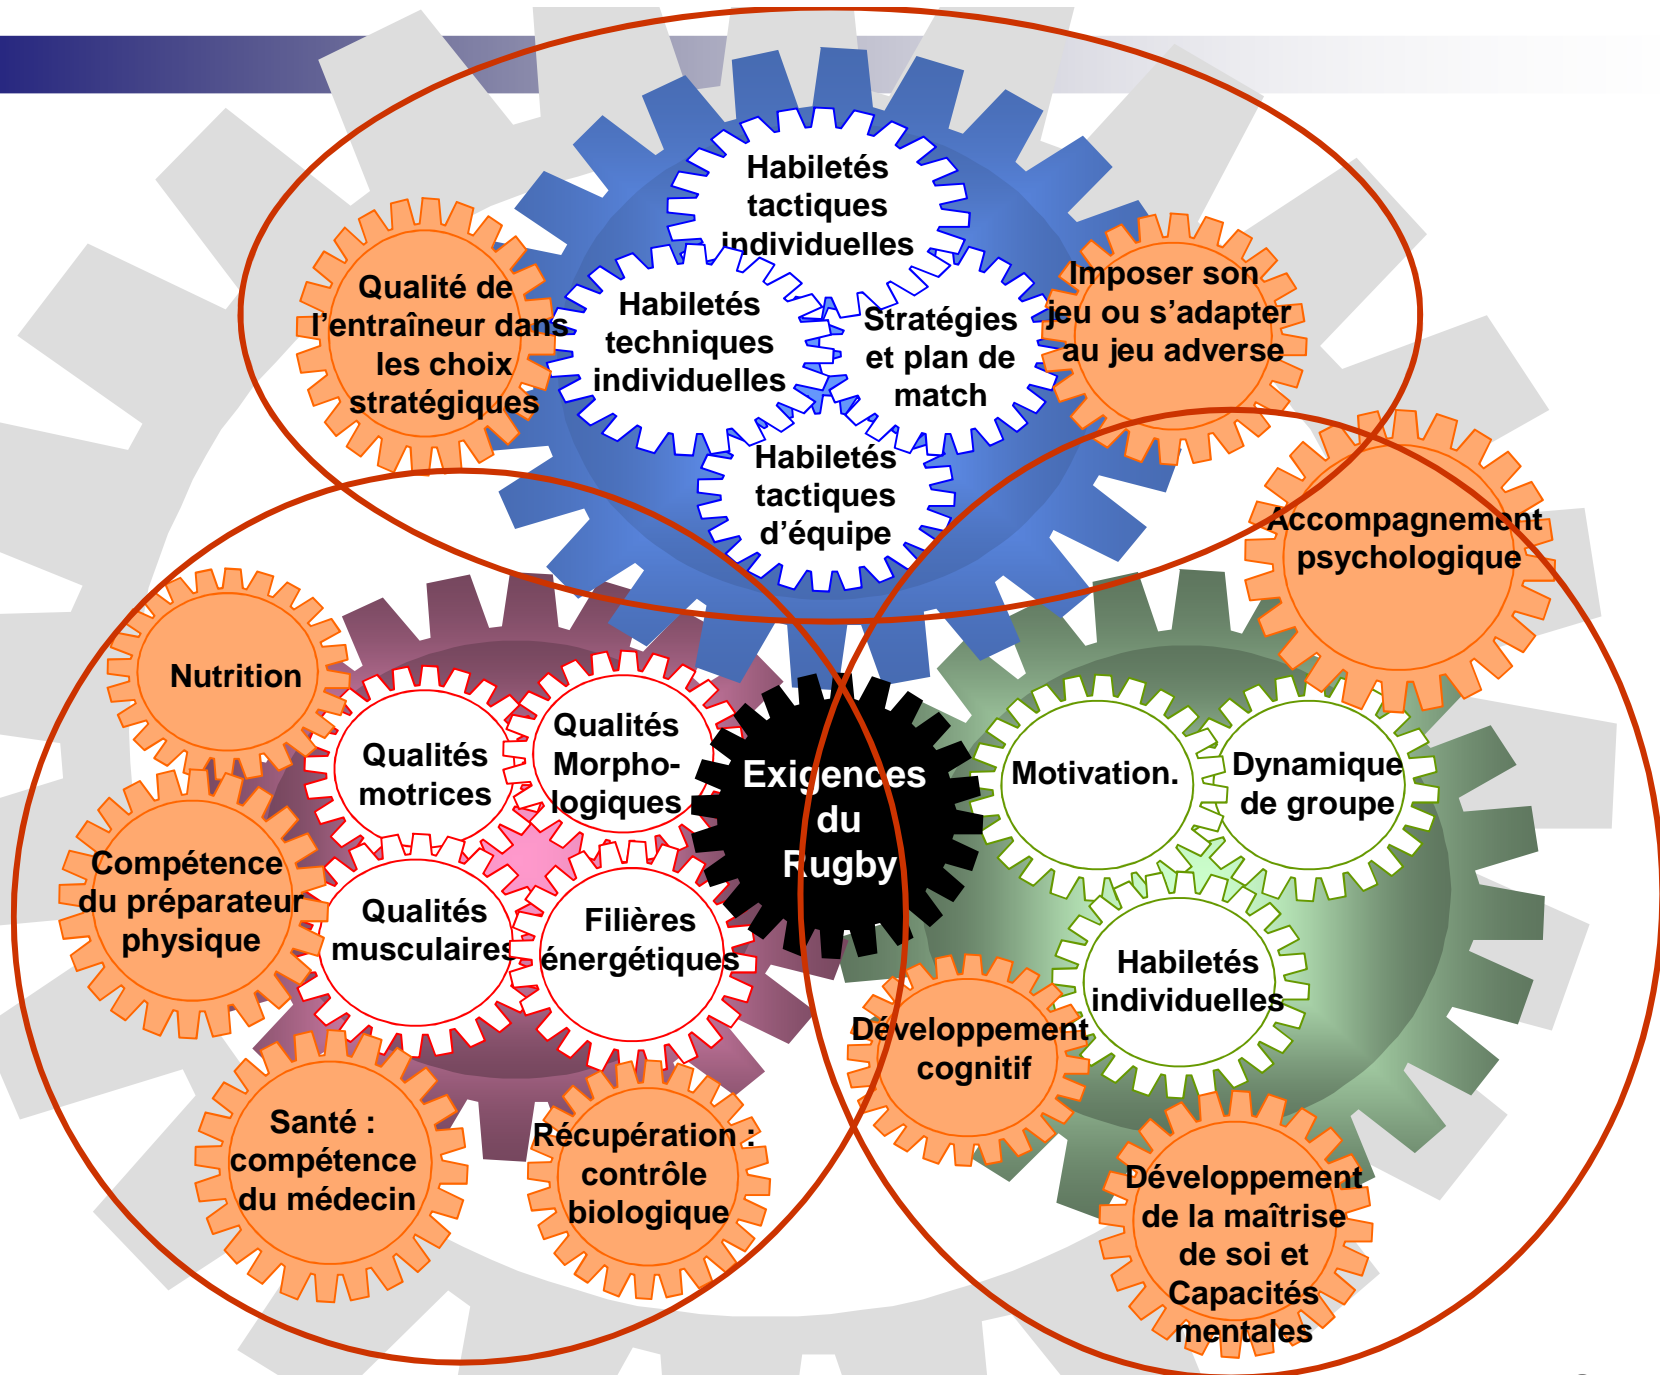 Habiletés
tactiques
individuelles
Qualité de
l’entraîneur dans
les choix
stratégiques
Habiletés
techniques
individuelles
Stratégies
et plan de
match
Imposer son
jeu ou s’adapter
au jeu adverse
Habiletés
tactiques
d’équipe
Accompagnement
psychologique
Nutrition
Qualités
motrices
Qualités
Morpho-
logiques
Exigences
du
Rugby
Motivation.
Dynamique
de groupe
Compétence
du préparateur
physique
Qualités
musculaires
Filières
énergétiques
Habiletés
individuelles
Développement
cognitif
Santé :
compétence
du médecin
Récupération :
contrôle
biologique
Développement
de la maîtrise
de soi et
Capacités
mentales